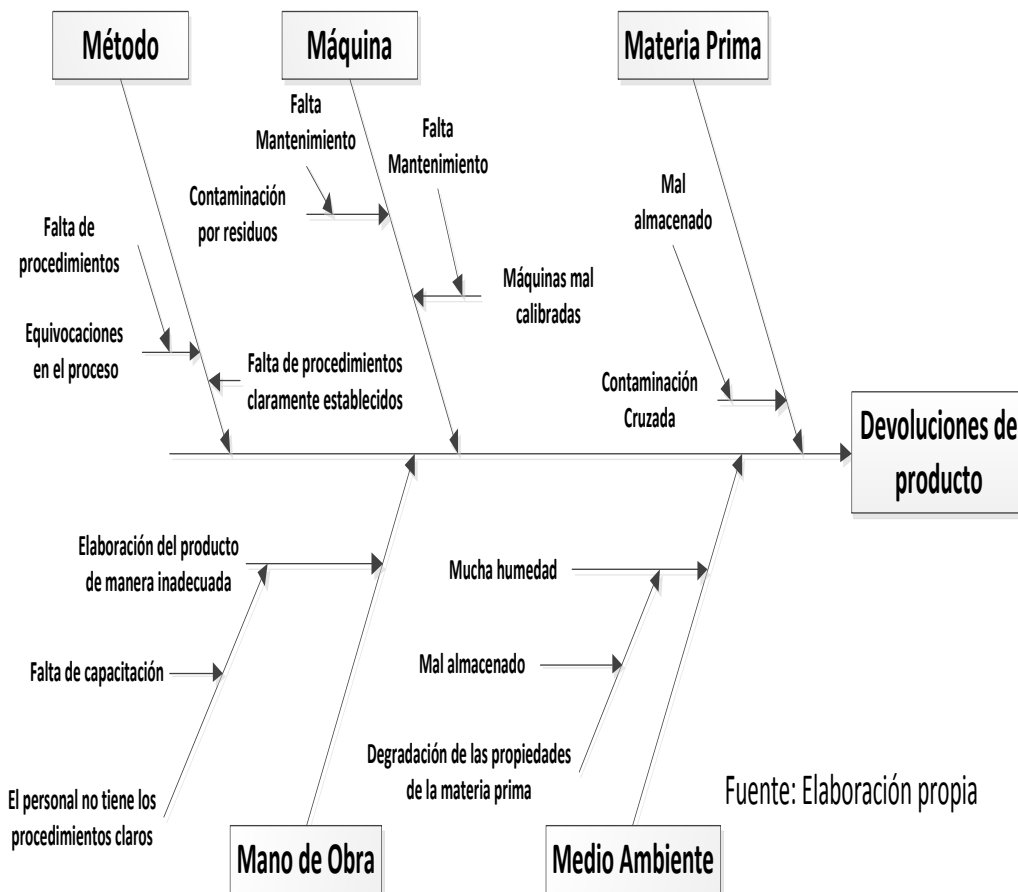 Método
Máquina
Materia Prima
Falta
Mantenimiento
Falta
Mantenimiento
Contaminación
por residuos
Mal
almacenado
Falta de
procedimientos
Máquinas mal
calibradas
Equivocaciones
en el proceso
Falta de procedimientos
claramente establecidos
Contaminación
Cruzada
Devoluciones de
producto
Elaboración del producto
de manera inadecuada
Mucha humedad
Falta de capacitación
Mal almacenado
Degradación de las propiedades
de la materia prima
El personal no tiene los
procedimientos claros
Fuente: Elaboración propia
Mano de Obra
Medio Ambiente